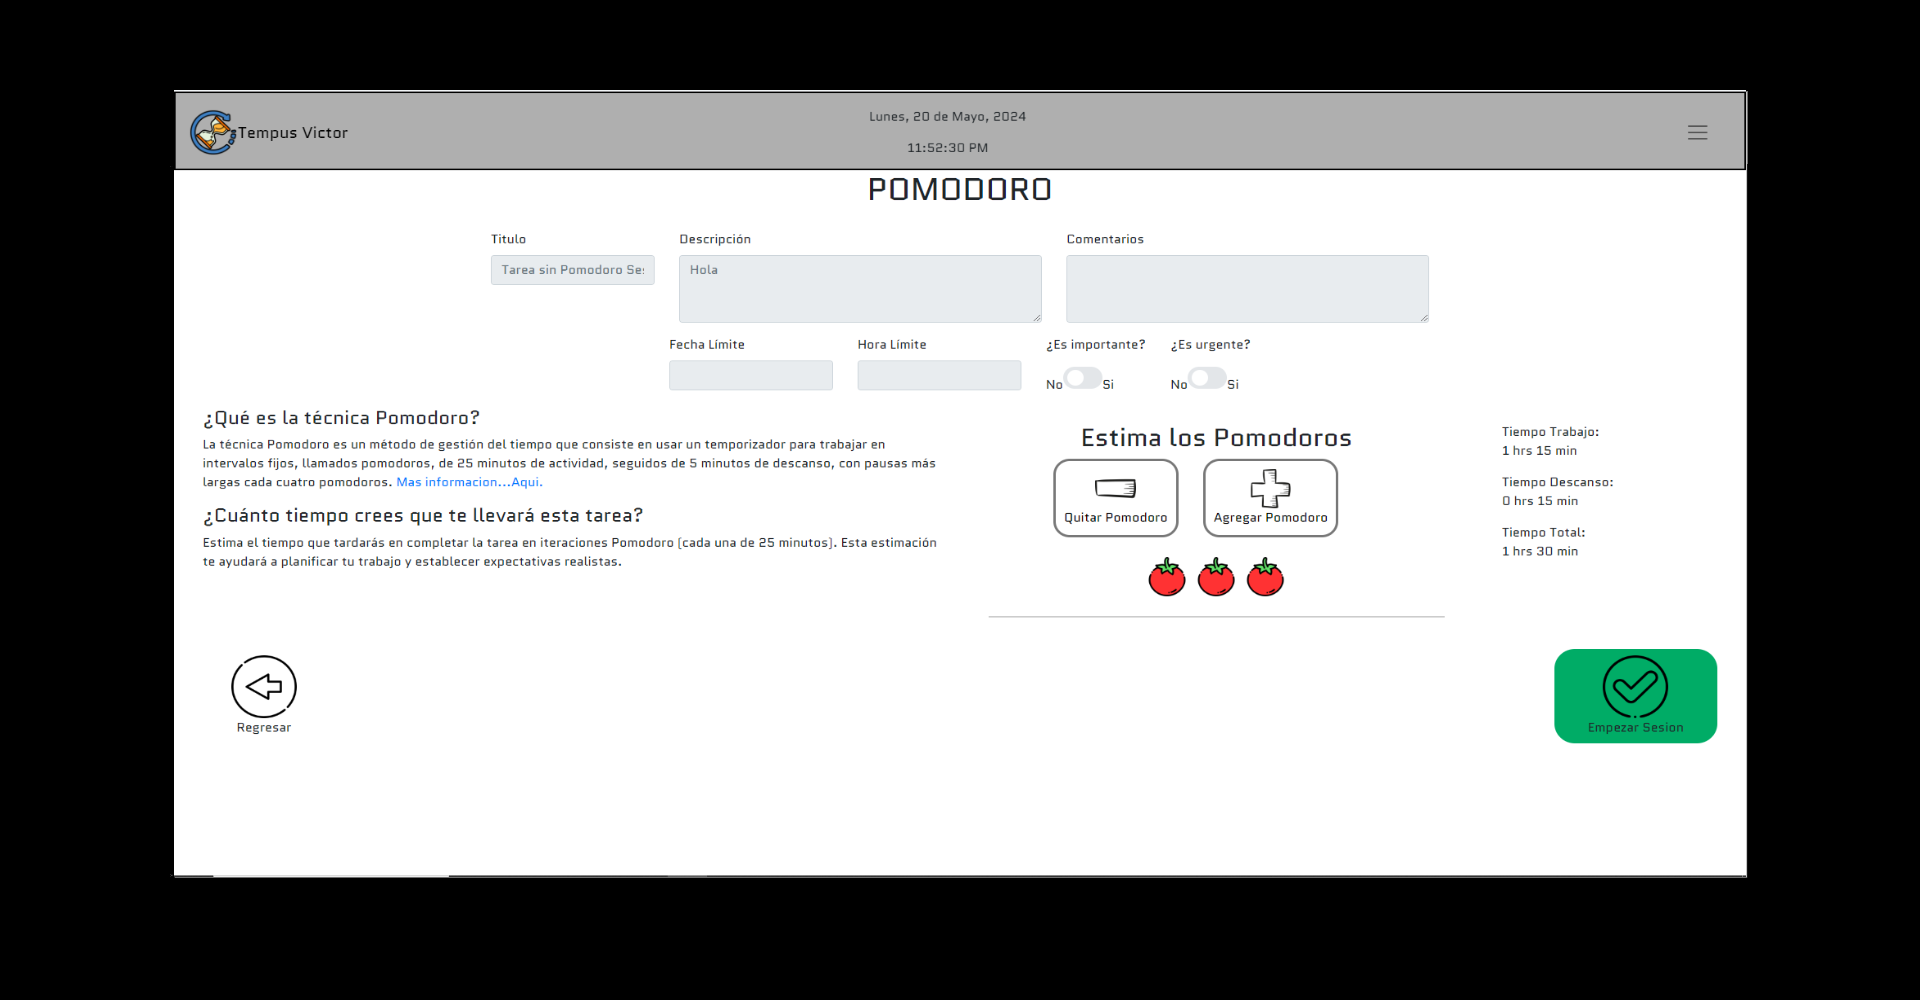 Tempus Victor
Lunes, 20 de Mayo, 2024
11:52:30 PM
POMODORO
Titulo
Descripción
Comentarios
Tarea sin Pomodoro Se
Hola
Fecha Límite
Hora Límite
¿Es importante?
¿Es urgente?
No Si
No Si
¿Qué es la técnica Pomodoro?
La técnica Pomodoro es un método de gestión del tiempo que consiste en usar un temporizador para trabajar en
intervalos fijos, llamados pomodoros, de 25 minutos de actividad, seguidos de 5 minutos de descanso, con pausas más
largas cada cuatro pomodoros. Mas informacion...Aqui.
¿Cuánto tiempo crees que te llevará esta tarea?
Estima el tiempo que tardarás en completar la tarea en iteraciones Pomodoro (cada una de 25 minutos). Esta estimación
te ayudará a planificar tu trabajo y establecer expectativas realistas.
Estima los Pomodoros
Quitar Pomodoro
Agregar Pomodoro
Tiempo Trabajo:
1 hrs 15 min
Tiempo Descanso:
0 hrs 15 min
Tiempo Total:
1 hrs 30 min
Regresar
Empezar Sesion